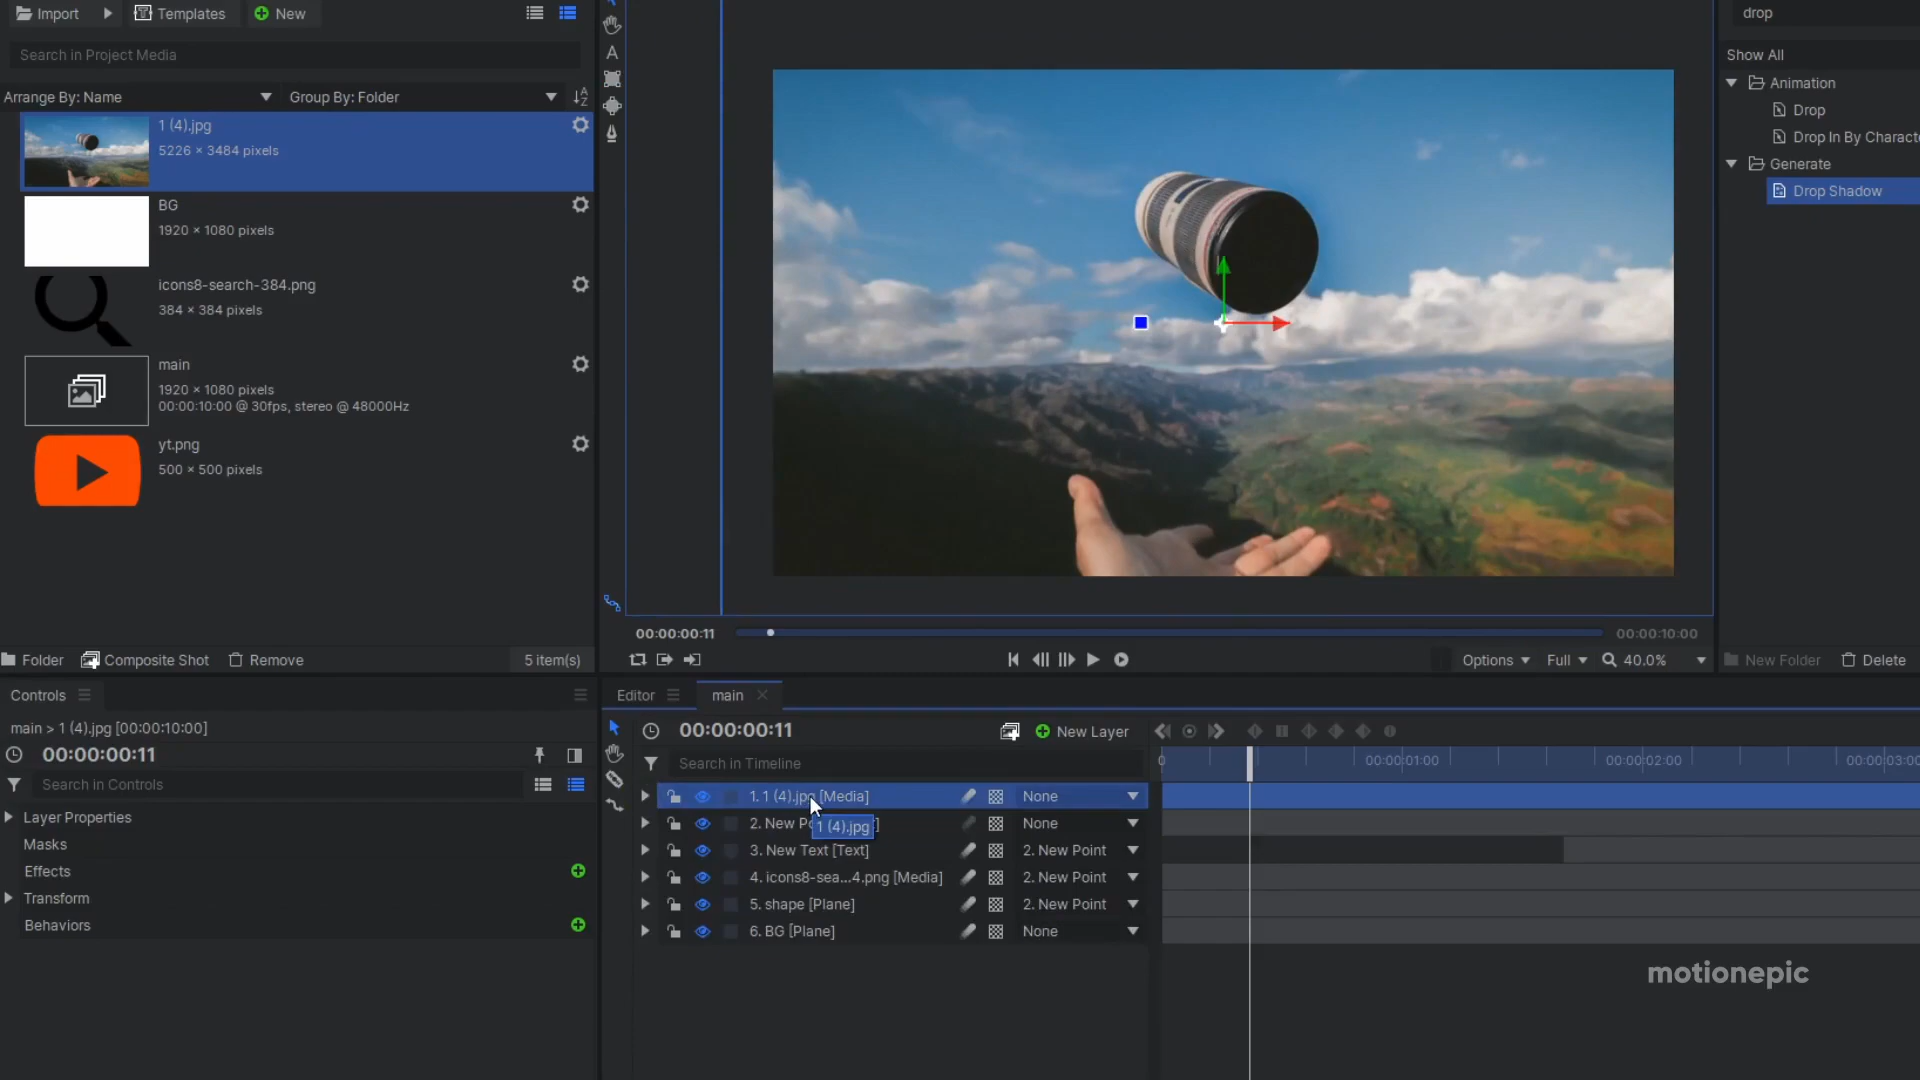 Import
Templates
New
Search in Project Media
Arrange By: Name
Group By: Folder
1 (4).jpg
5226 × 3484 pixels
BG
1920 × 1080 pixels
icons8-search-384.png
384 × 384 pixels
main
1920 × 1080 pixels
00:00:10:00 @ 30fps, stereo @ 48000Hz
yt.png
500 × 500 pixels
Folder
Composite Shot
Remove
5 item(s)
00:00:00:11
00:00:10:00
Options
Full
40.0%
drop
Show All
Animation
Drop
Drop In By Characte
Generate
Drop Shadow
New Folder
Delete
Controls
main > 1 (4).jpg [00:00:10:00]
00:00:00:11
Search in Controls
Layer Properties
Masks
Effects
Transform
Behaviors
Editor
main
00:00:00:11
New Layer
Search in Timeline
0
00:00:01:00
00:00:02:00
00:00:03:00
1. 1 (4).jpg [Media]
None
2. New Po
None
1 (4).jpg
3. New Text [Text]
2. New Point
4. icons8-sea...4.png [Media]
2. New Point
5. shape [Plane]
2. New Point
6. BG [Plane]
None
motionepic